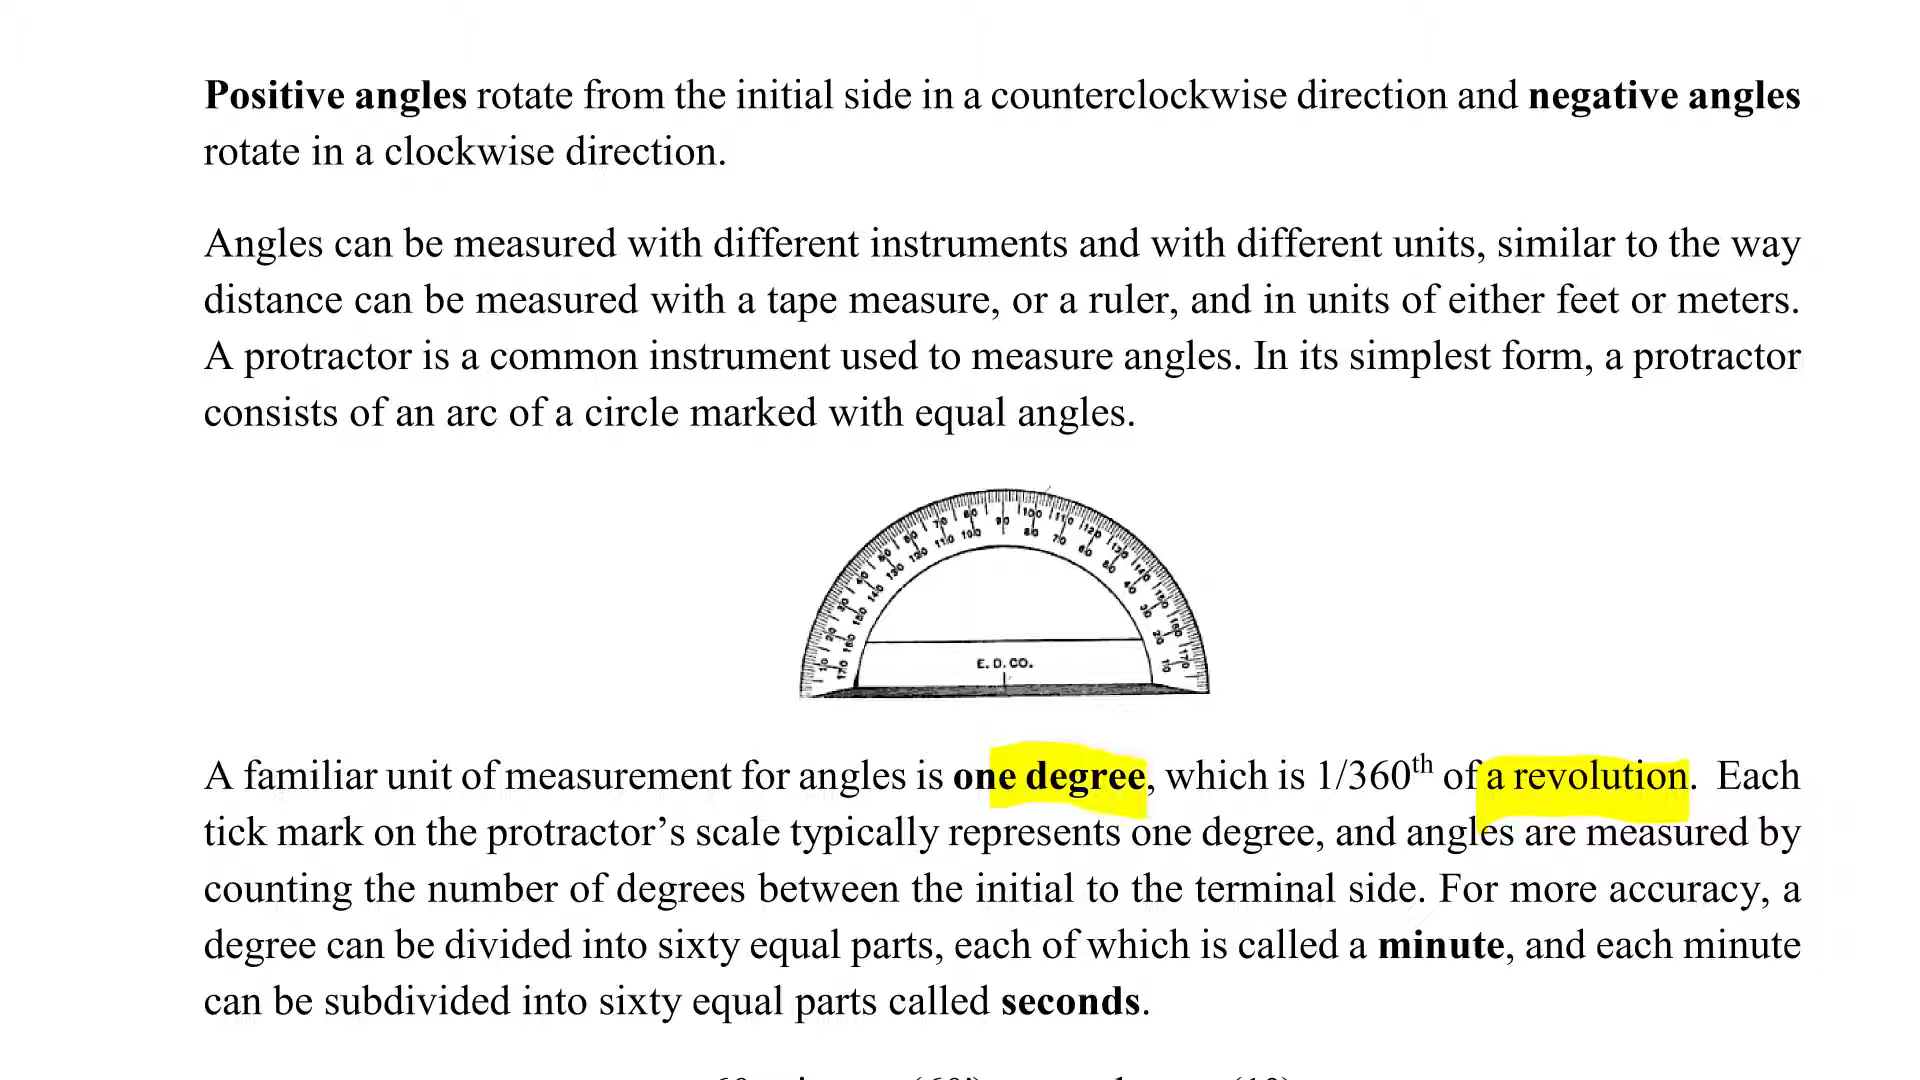 Positive angles rotate from the initial side in a counterclockwise direction and negative angles
rotate in a clockwise direction.
Angles can be measured with different instruments and with different units, similar to the way
distance can be measured with a tape measure, or a ruler, and in units of either feet or meters.
A protractor is a common instrument used to measure angles. In its simplest form, a protractor
consists of an arc of a circle marked with equal angles.
E. D. CO.
A familiar unit of measurement for angles is one degree, which is 1/360th of a revolution. Each
tick mark on the protractor’s scale typically represents one degree, and angles are measured by
counting the number of degrees between the initial to the terminal side. For more accuracy, a
degree can be divided into sixty equal parts, each of which is called a minute, and each minute
can be subdivided into sixty equal parts called seconds.